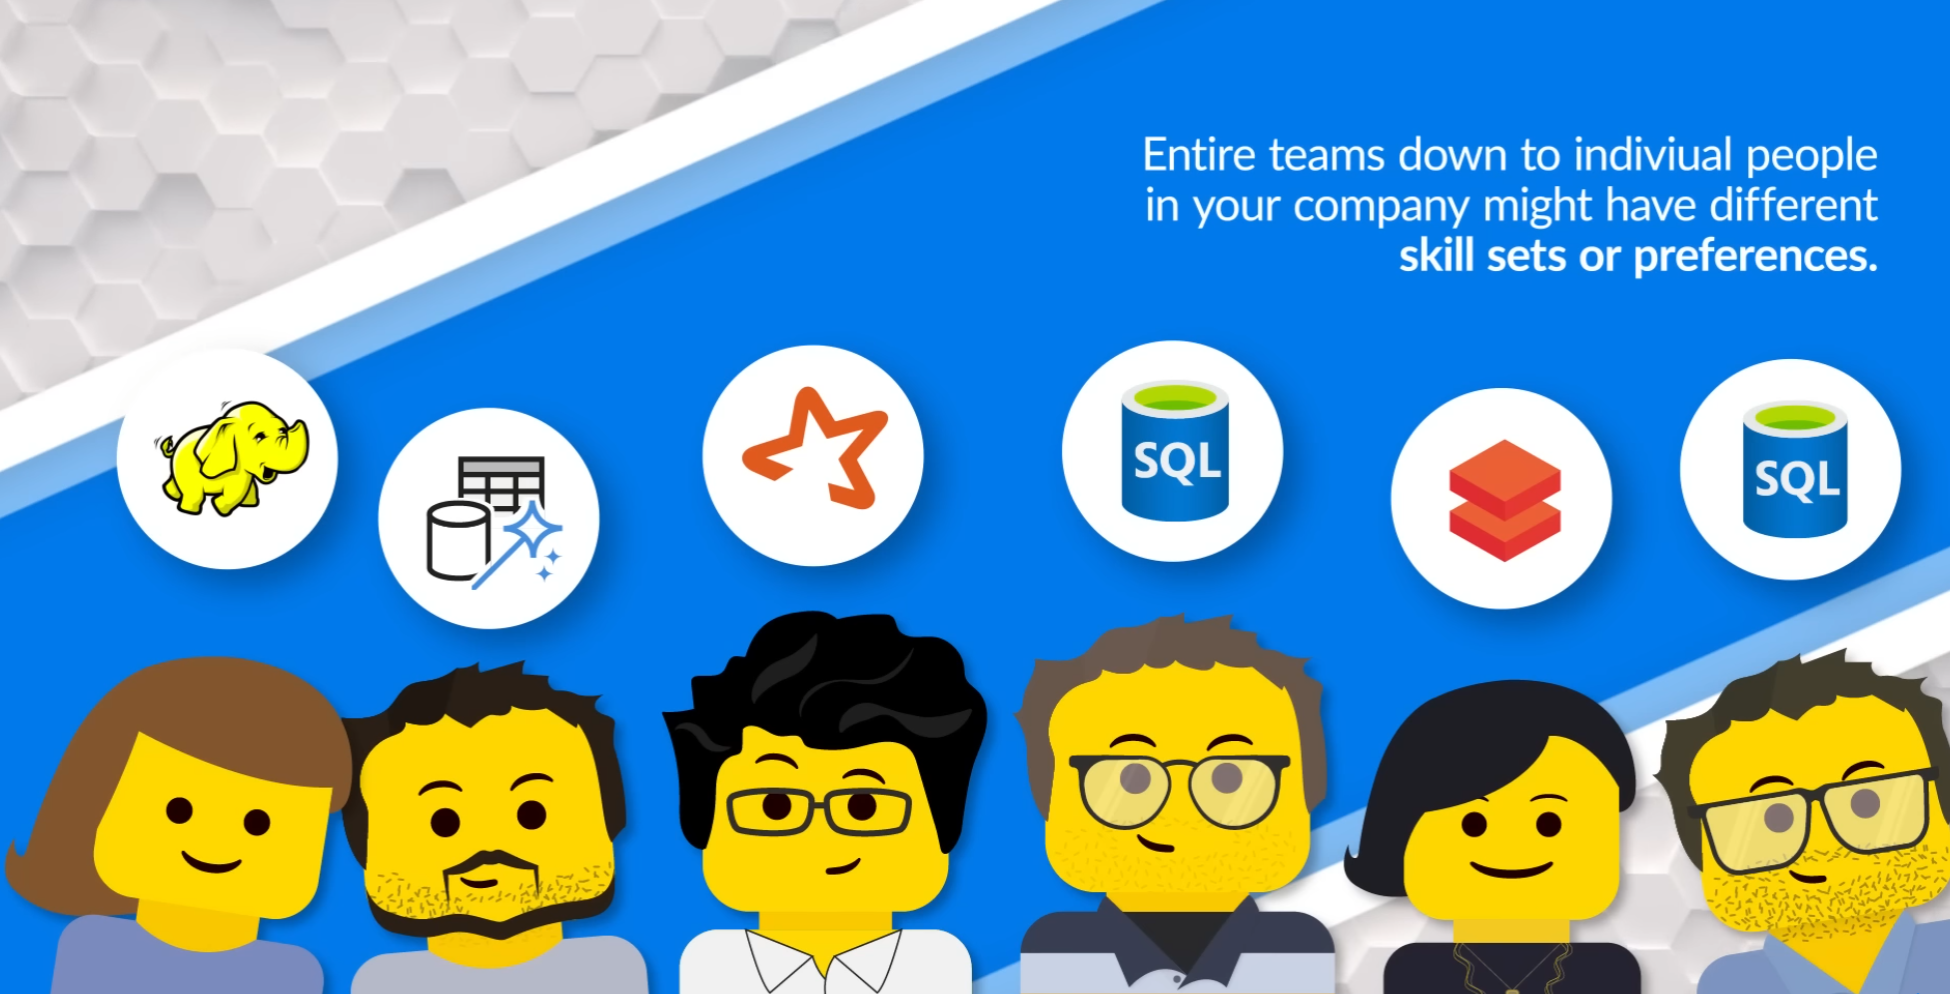 Entire teams down to indiviual people
in your company might have different
skill sets or preferences.
SQL
SQL